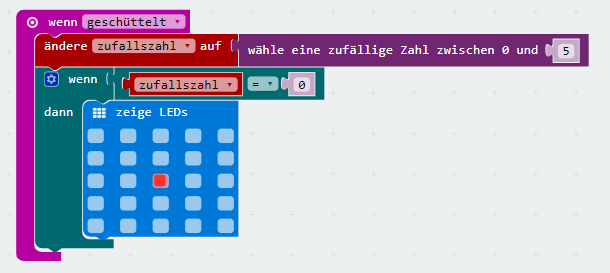 wenn geschüttelt
ändere zufallszahl auf wähle eine zufällige Zahl zwischen 0 und 5
wenn zufallszahl = 0
dann zeige LEDs